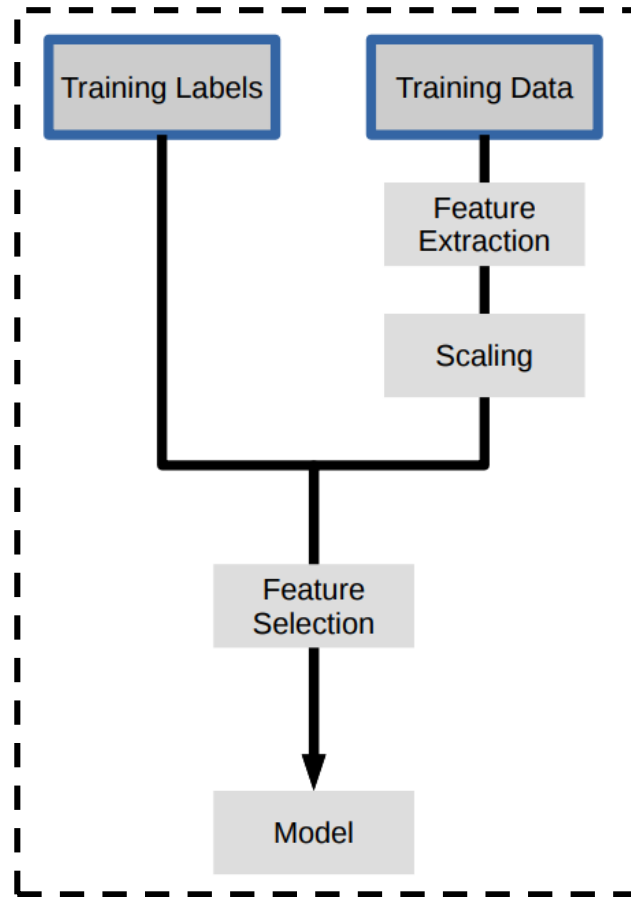 Training Labels
Training Data
Feature
Extraction
Scaling
Feature
Selection
Model